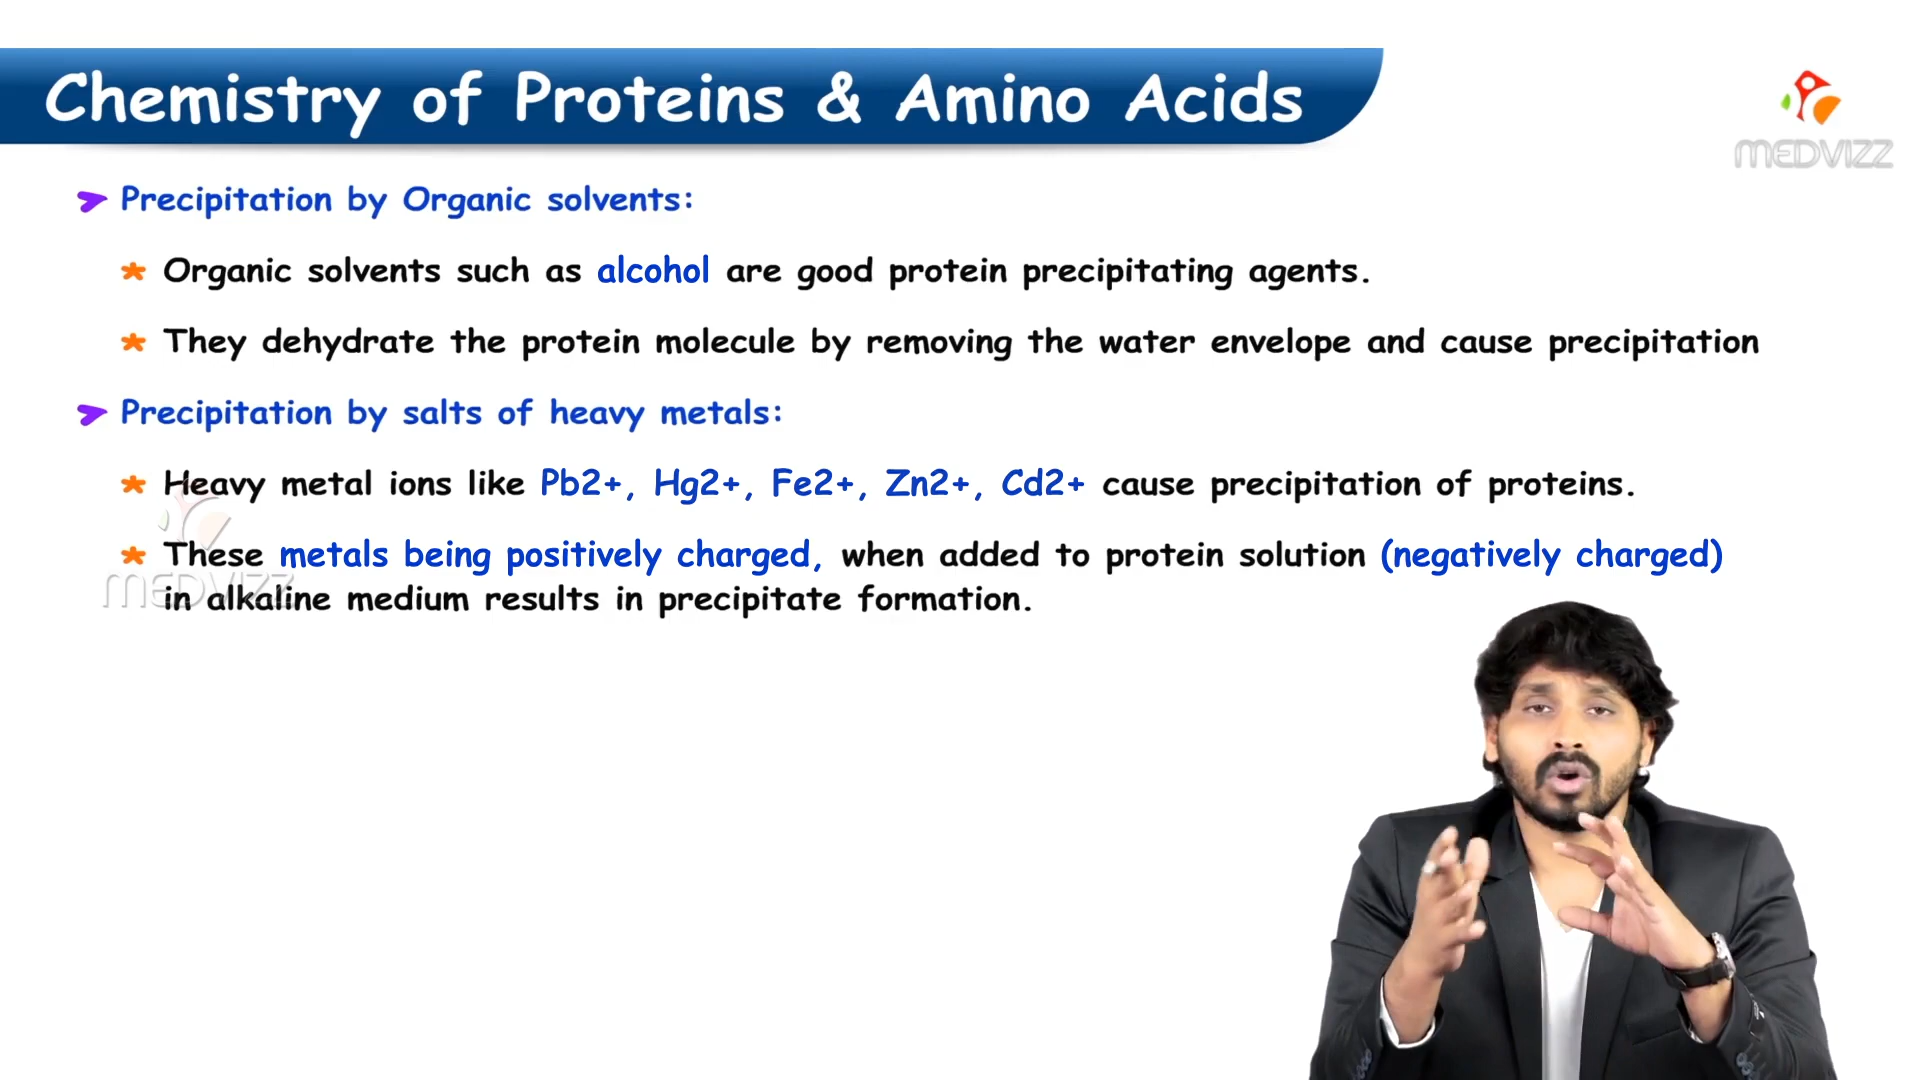 Chemistry of Proteins & Amino Acids
MEDVIZZ
Precipitation by Organic solvents:
Organic solvents such as alcohol are good protein precipitating agents.
They dehydrate the protein molecule by removing the water envelope and cause precipitation
Precipitation by salts of heavy metals:
Heavy metal ions like Pb2+, Hg2+, Fe2+, Zn2+, Cd2+ cause precipitation of proteins.
These metals being positively charged, when added to protein solution (negatively charged)
in alkaline medium results in precipitate formation.
MEDVIZZ